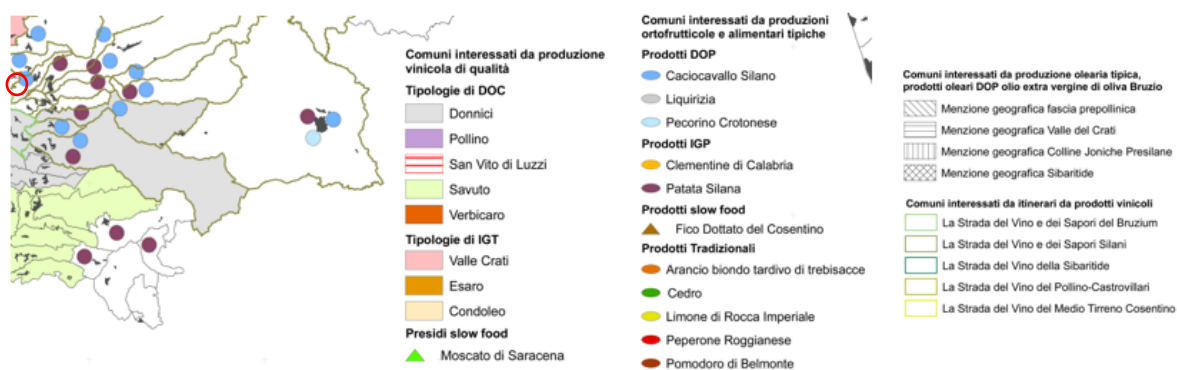 Comuni interessati da produzione
vinicola di qualità
Tipologie di DOC
Donnici
Pollino
San Vito di Luzzi
Savuto
Verbicaro
Tipologie di IGT
Valle Crati
Esaro
Condoleo
Presidi slow food
Moscato di Saracena
Comuni interessati da produzioni
ortofrutticole e alimentari tipiche
Prodotti DOP
Caciocavallo Silano
Liquirizia
Pecorino Crotonese
Prodotti IGP
Clementine di Calabria
Patata Silana
Prodotti slow food
Fico Dottato del Cosentino
Prodotti Tradizionali
Arancio biondo tardivo di trebisacce
Cedro
Limone di Rocca Imperiale
Peperone Roggianese
Pomodoro di Belmonte
Comuni interessati da produzione olearia tipica,
prodotti oleari DOP olio extra vergine di oliva Bruzio
Menzione geografica fascia prepollinica
Menzione geografica Valle del Crati
Menzione geografica Colline Joniche Presilane
Menzione geografica Sibaritide
Comuni interessati da itinerari da prodotti vinicoli
La Strada del Vino e dei Sapori del Bruzium
La Strada del Vino e dei Sapori Silani
La Strada del Vino della Sibaritide
La Strada del Vino del Pollino-Castrovillari
La Strada del Vino del Medio Tirreno Cosentino